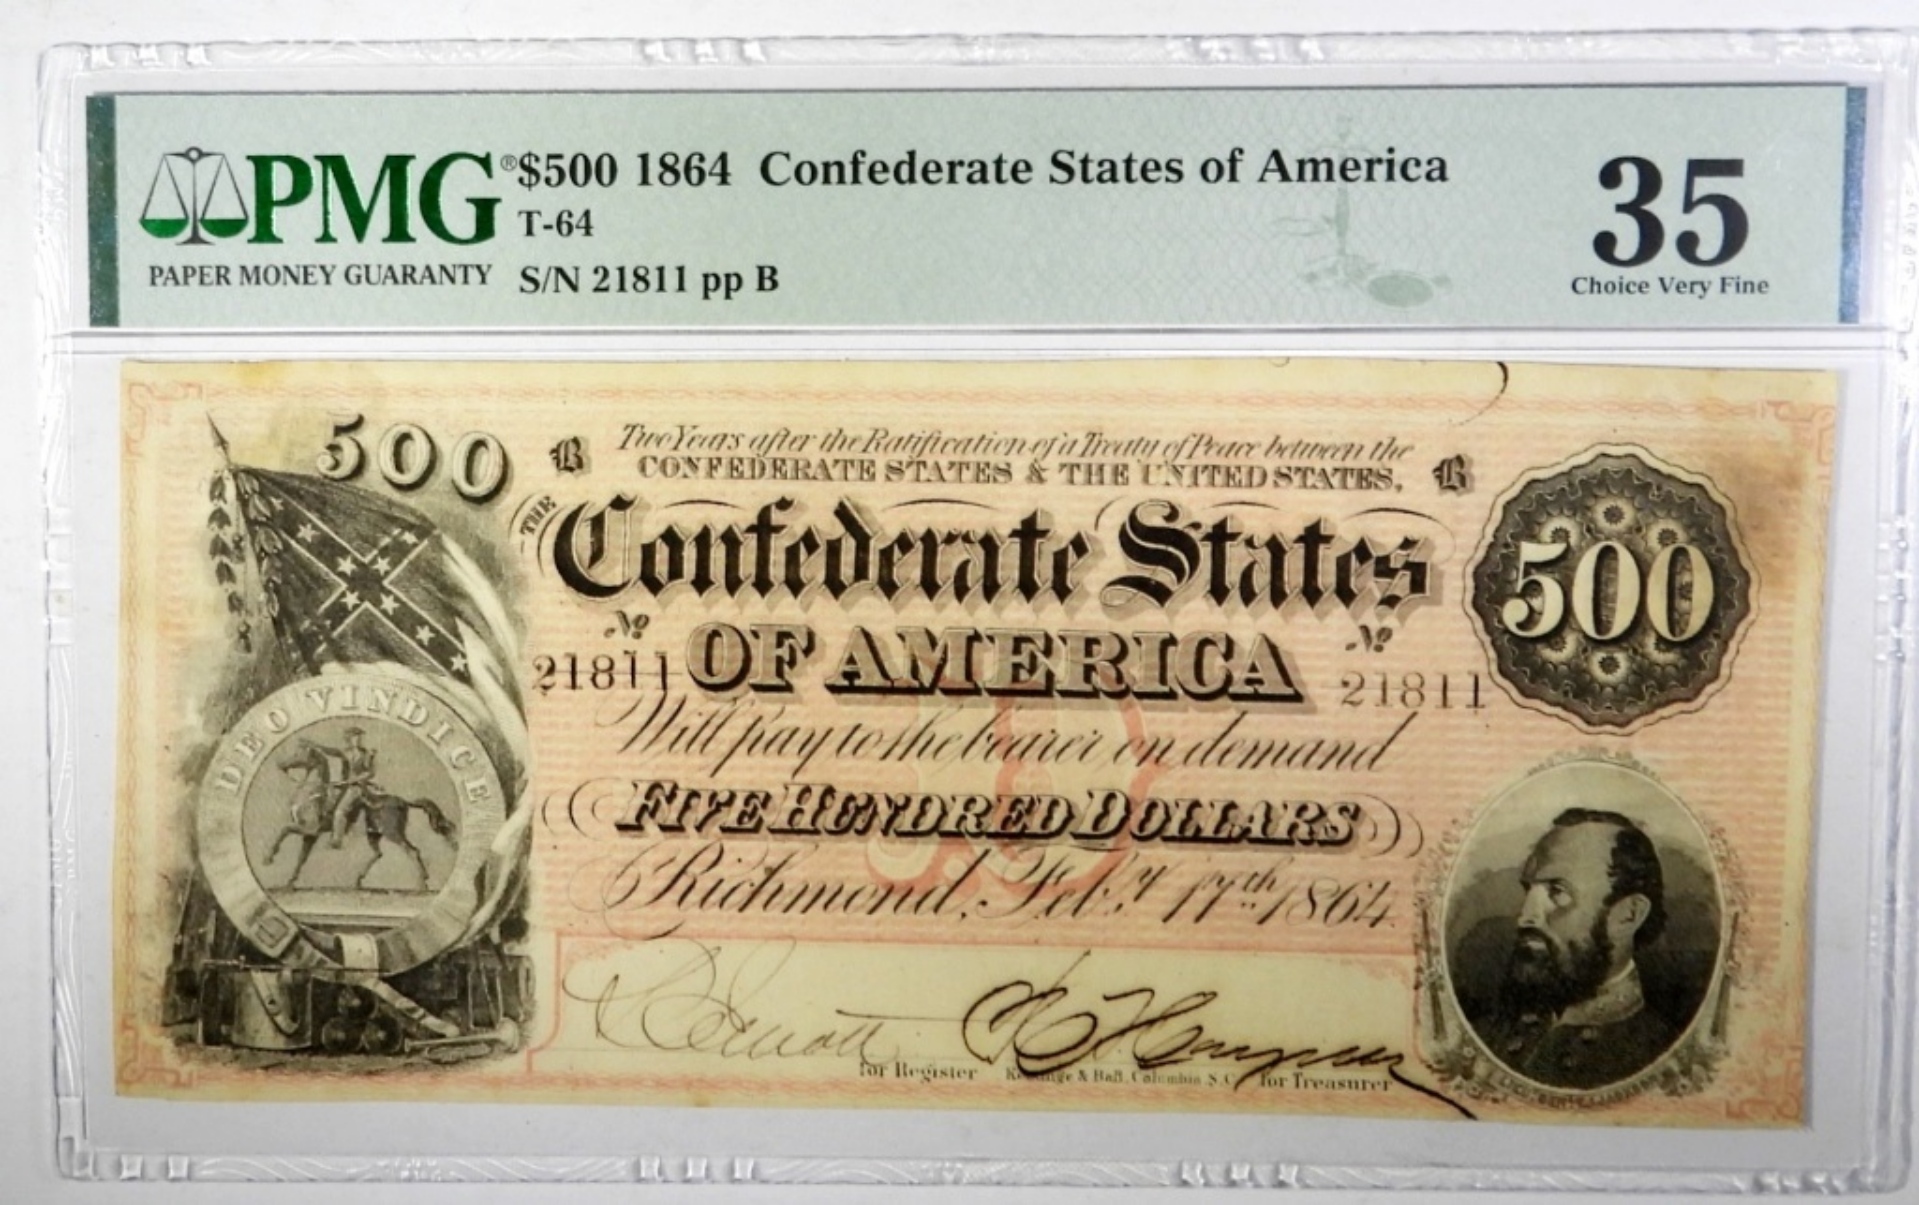 PMG® $500 1864 Confederate States of America
T-64
PAPER MONEY GUARANTY S/N 21811 pp B
35
Choice Very Fine
500
B Two Years after the Ratification of a Treaty of Peace between the B
CONFEDERATE STATES & THE UNITED STATES.
THE Confederate States
500
No No
21811 OF AMERICA 21811
Will pay to the bearer on demand
DEO VINDICE
FIVE HUNDRED DOLLARS
Richmond, Feby. 17th 1864
for Register Keatinge & Ball, Columbia S.C. for Treasurer